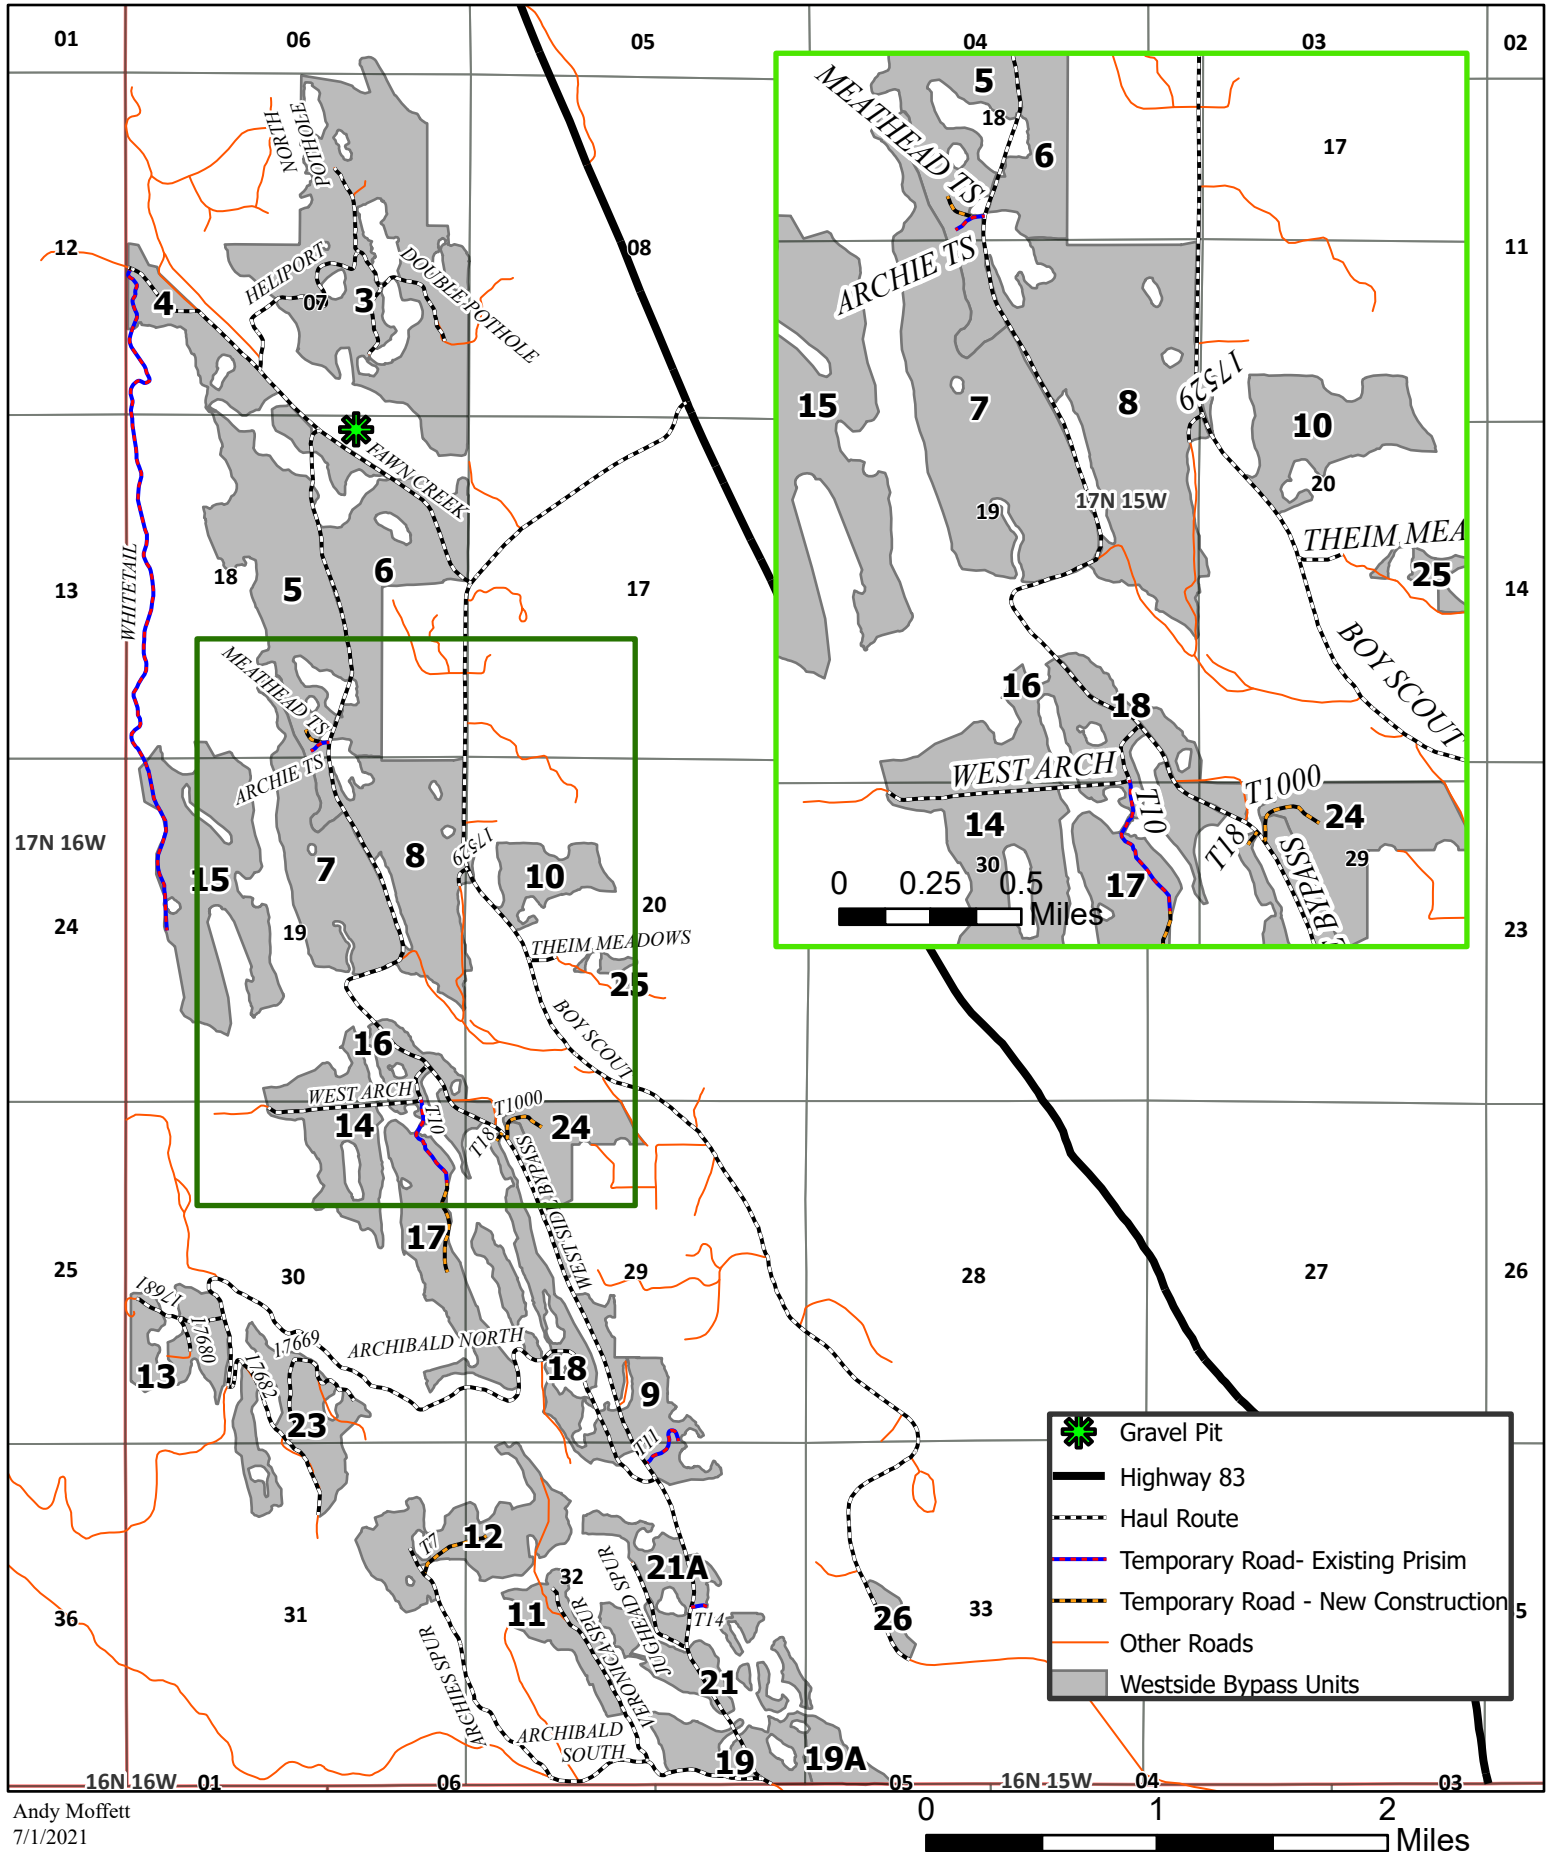 01
06
05
04
03
02
NORTH
POTHOLE
12
08
11
HELIPORT
DOUBLE POTHOLE
4
07
3
FAWN CREEK
WHITETAIL
13
18
5
6
17
14
MEATHEAD TS
ARCHIE TS
17N 16W
15
7
8
17529
10
24
19
20
23
THEIM MEADOWS
25
BOY SCOUT
16
WEST ARCH
14
T10
T1000
T18
24
WEST SIDE BYPASS
17
25
30
29
28
27
26
17681
17680
17669
17682
ARCHIBALD NORTH
13
23
18
9
T11
T7
12
36
31
11
32
21A
T14
26
33
5
JUGHEAD SPUR
VERONICA SPUR
ARCHIES SPUR
21
ARCHIBALD
SOUTH
19
19A
16N 16W
01
06
05
16N 15W
04
03
5
18
6
17
MEATHEAD TS
ARCHIE TS
15
7
8
17529
10
20
19
17N 15W
THEIM MEA
25
BOY SCOUT
16
18
WEST ARCH
T10
T1000
T18
24
14
30
29
17
E BYPASS
0 0.25 0.5
Miles
Gravel Pit
Highway 83
Haul Route
Temporary Road- Existing Prisim
Temporary Road - New Construction
Other Roads
Westside Bypass Units
Andy Moffett
7/1/2021
0 1 2
Miles